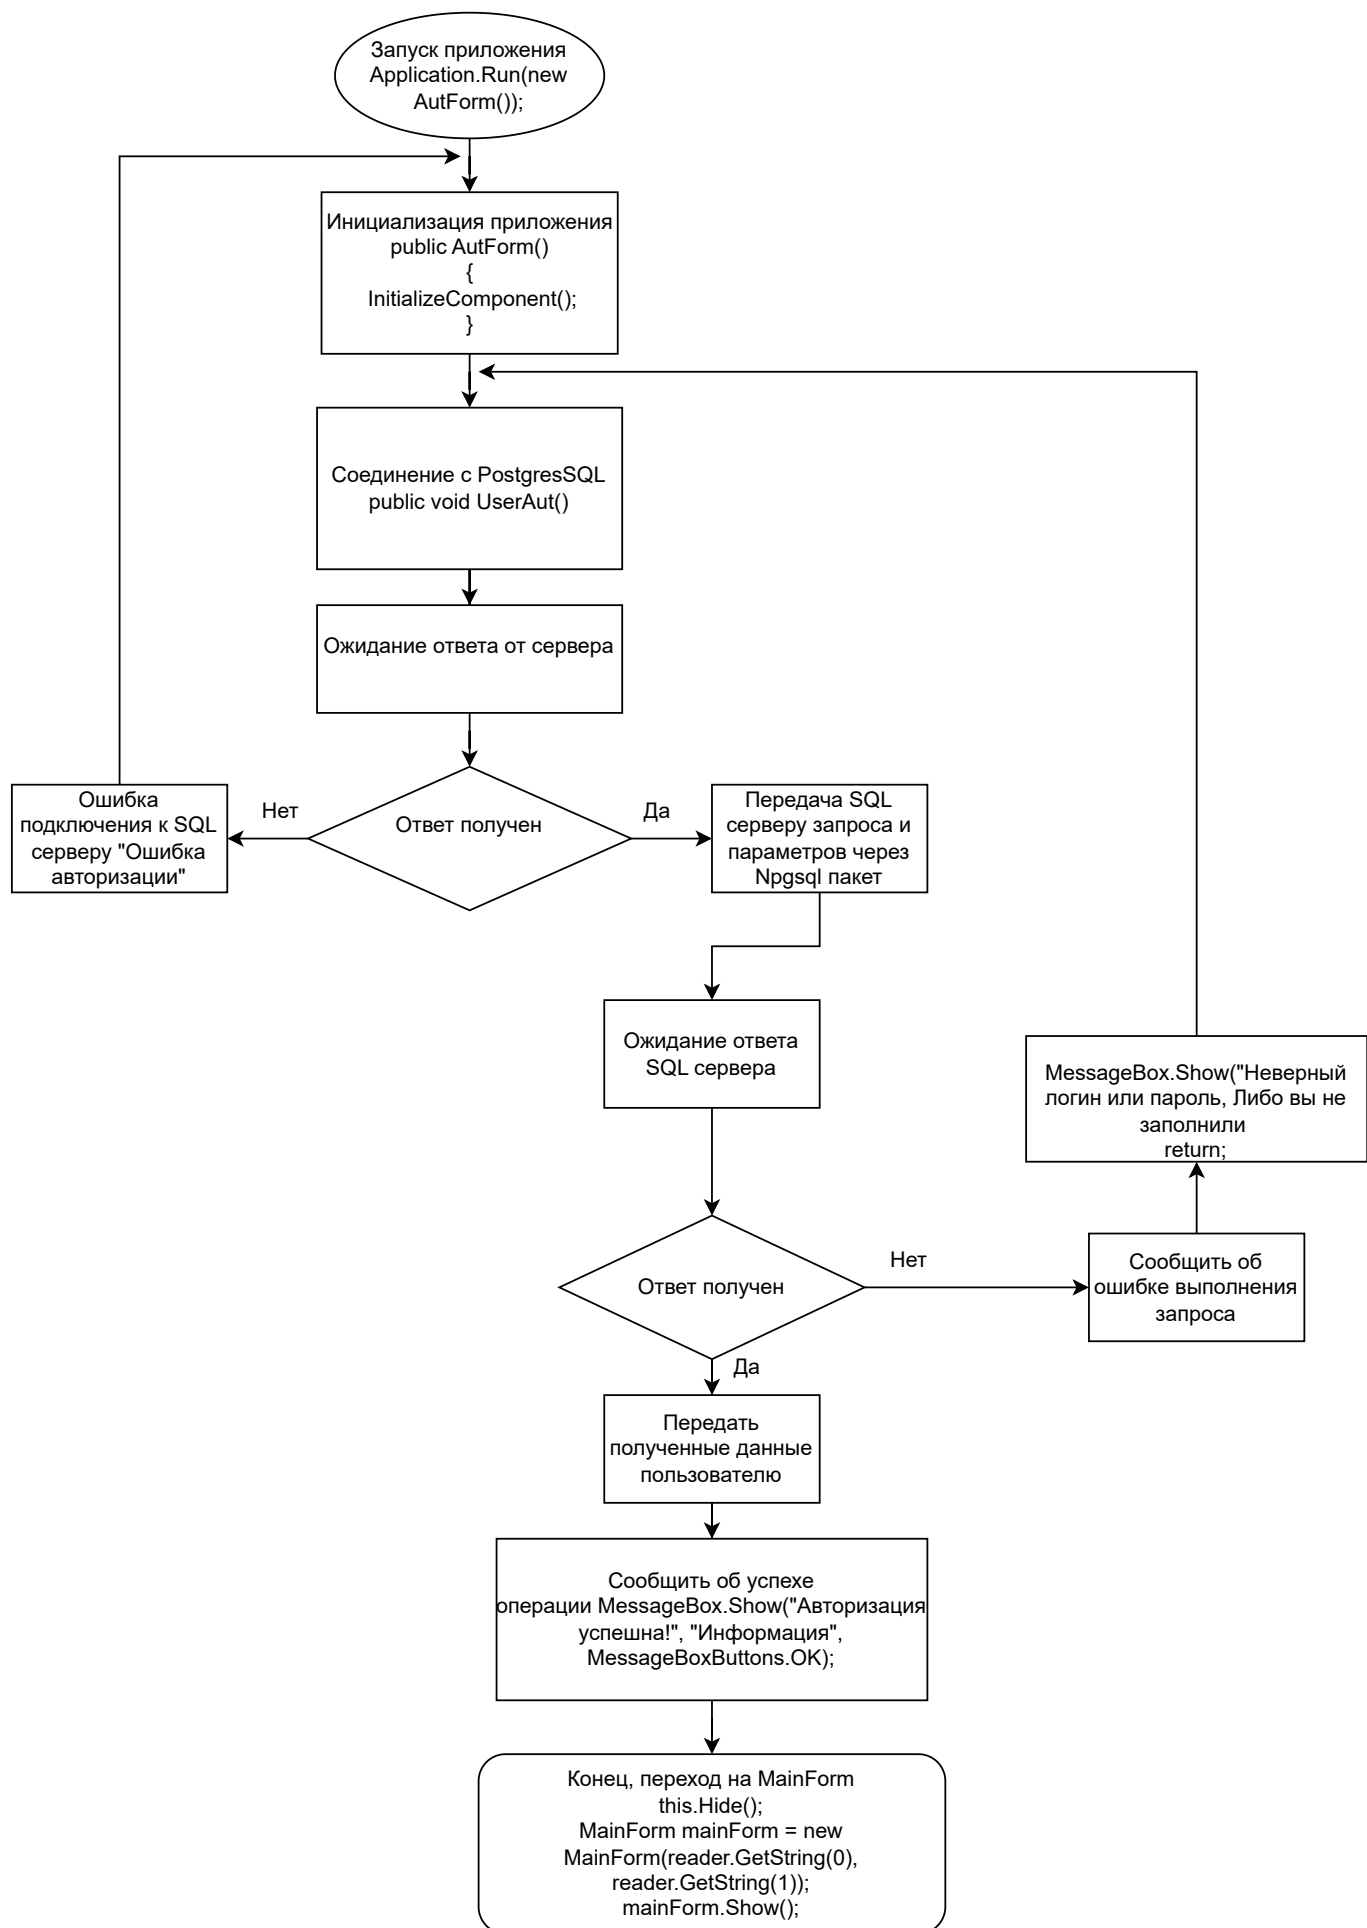 Запуск приложения
Application.Run(new
AutForm());
Инициализация приложения
public AutForm()
{
InitializeComponent();
}
Соединение с PostgresSQL
public void UserAut()
Ожидание ответа от сервера
Ответ получен
Нет
Да
Ошибка
подключения к SQL
серверу "Ошибка
авторизации"
Передача SQL
серверу запроса и
параметров через
Npgsql пакет
Ожидание ответа
SQL сервера
MessageBox.Show("Неверный
логин или пароль, Либо вы не
заполнили
return;
Ответ получен
Нет
Сообщить об
ошибке выполнения
запроса
Да
Передать
полученные данные
пользователю
Сообщить об успехе
операции MessageBox.Show("Авторизация
успешна!", "Информация",
MessageBoxButtons.OK);
Конец, переход на MainForm
this.Hide();
MainForm mainForm = new
MainForm(reader.GetString(0),
reader.GetString(1));
mainForm.Show();